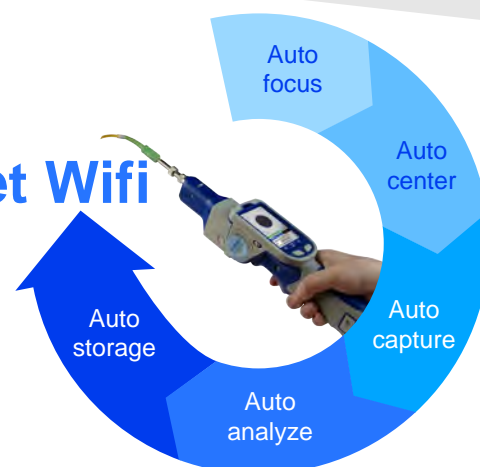 Auto
focus
Auto
center
et Wifi
Auto
capture
Auto
storage
Auto
analyze